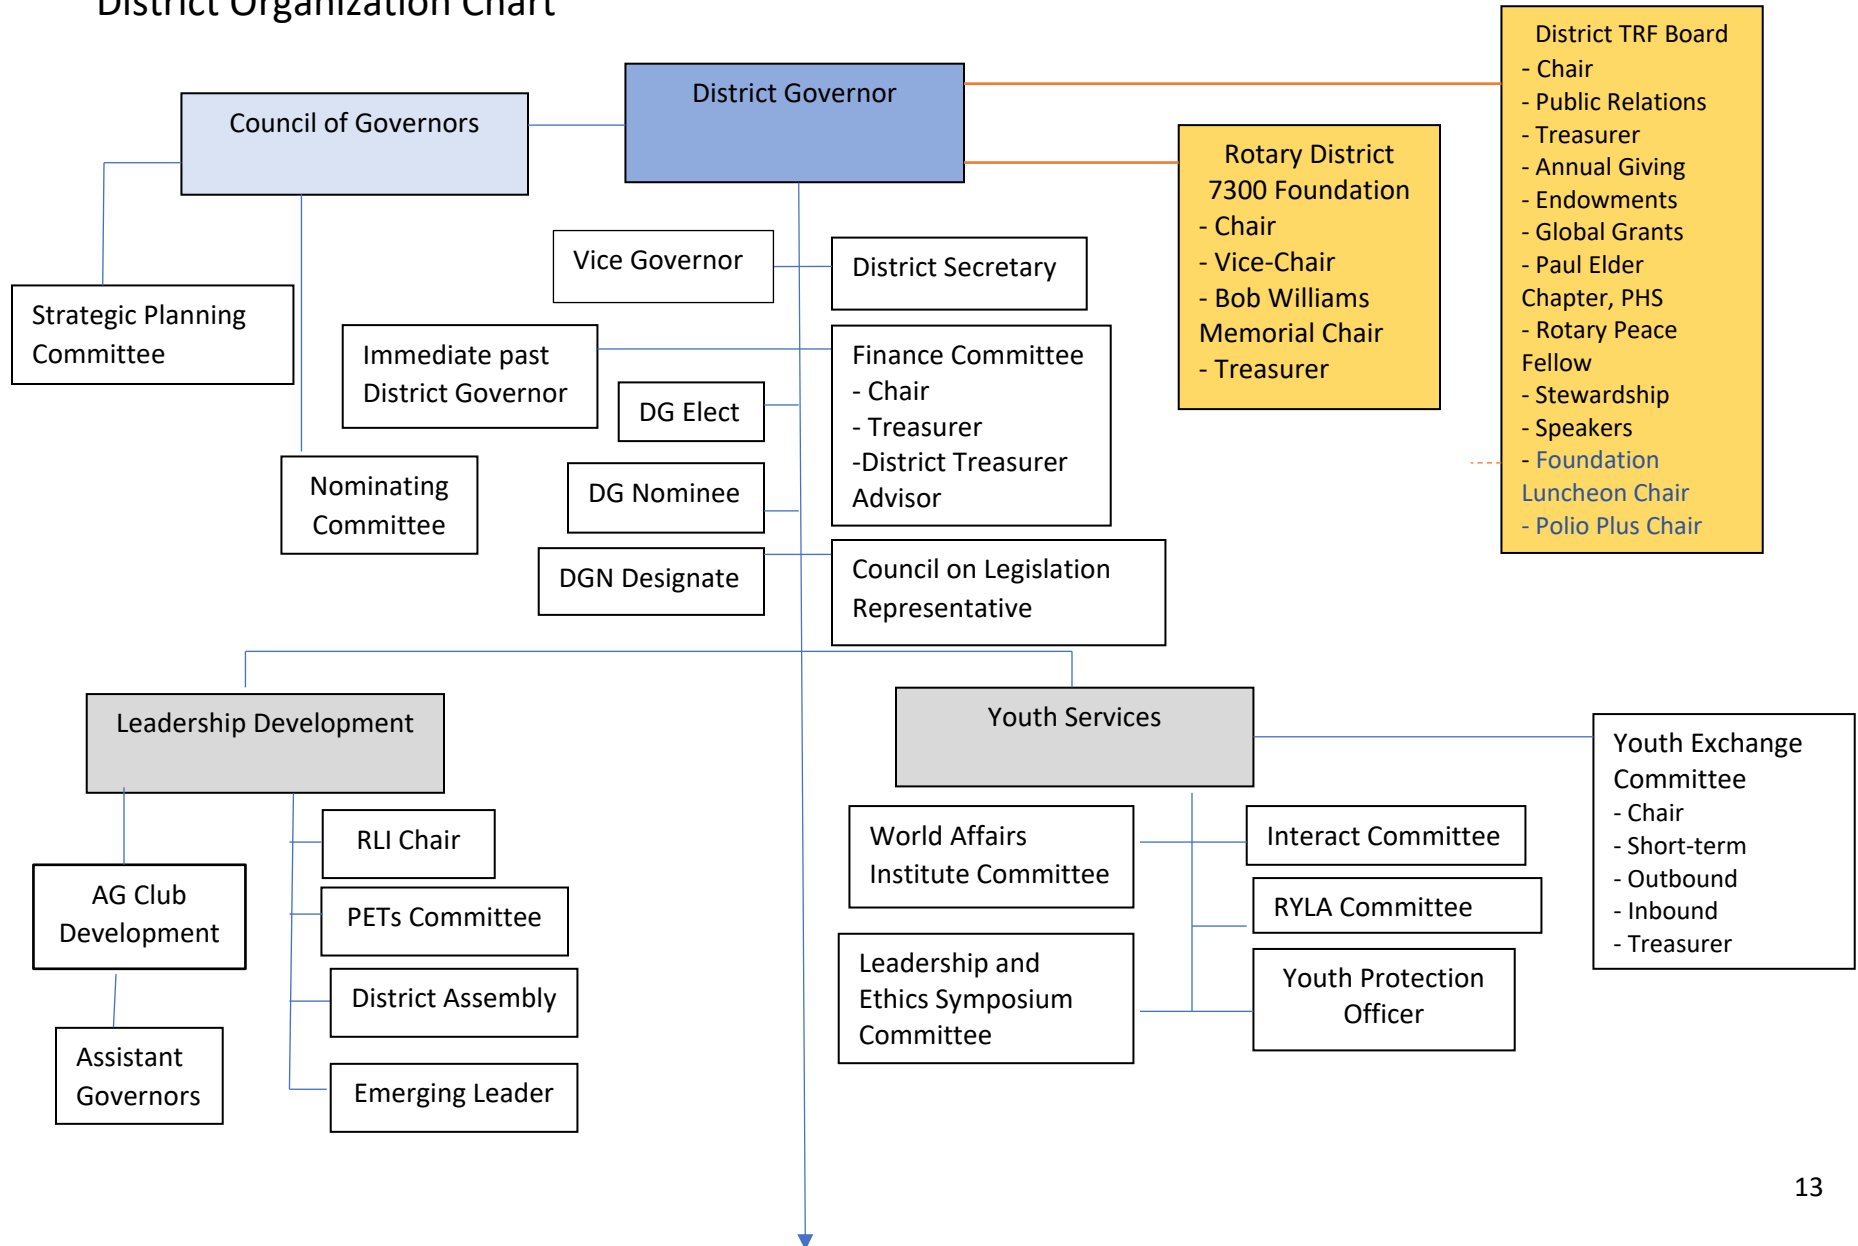 District Organization Chart
District TRF Board
- Chair
- Public Relations
- Treasurer
- Annual Giving
- Endowments
- Global Grants
- Paul Elder
Chapter, PHS
- Rotary Peace
Fellow
- Stewardship
- Speakers
- Foundation
Luncheon Chair
- Polio Plus Chair
District Governor
Council of Governors
Rotary District
7300 Foundation
- Chair
- Vice-Chair
- Bob Williams
Memorial Chair
- Treasurer
Vice Governor
District Secretary
Strategic Planning
Committee
Immediate past
District Governor
Finance Committee
- Chair
- Treasurer
-District Treasurer
Advisor
DG Elect
Nominating
Committee
DG Nominee
DGN Designate
Council on Legislation
Representative
Leadership Development
Youth Services
Youth Exchange
Committee
- Chair
- Short-term
- Outbound
- Inbound
- Treasurer
RLI Chair
World Affairs
Institute Committee
Interact Committee
AG Club
Development
PETs Committee
RYLA Committee
District Assembly
Leadership and
Ethics Symposium
Committee
Youth Protection
Officer
Assistant
Governors
Emerging Leader
13